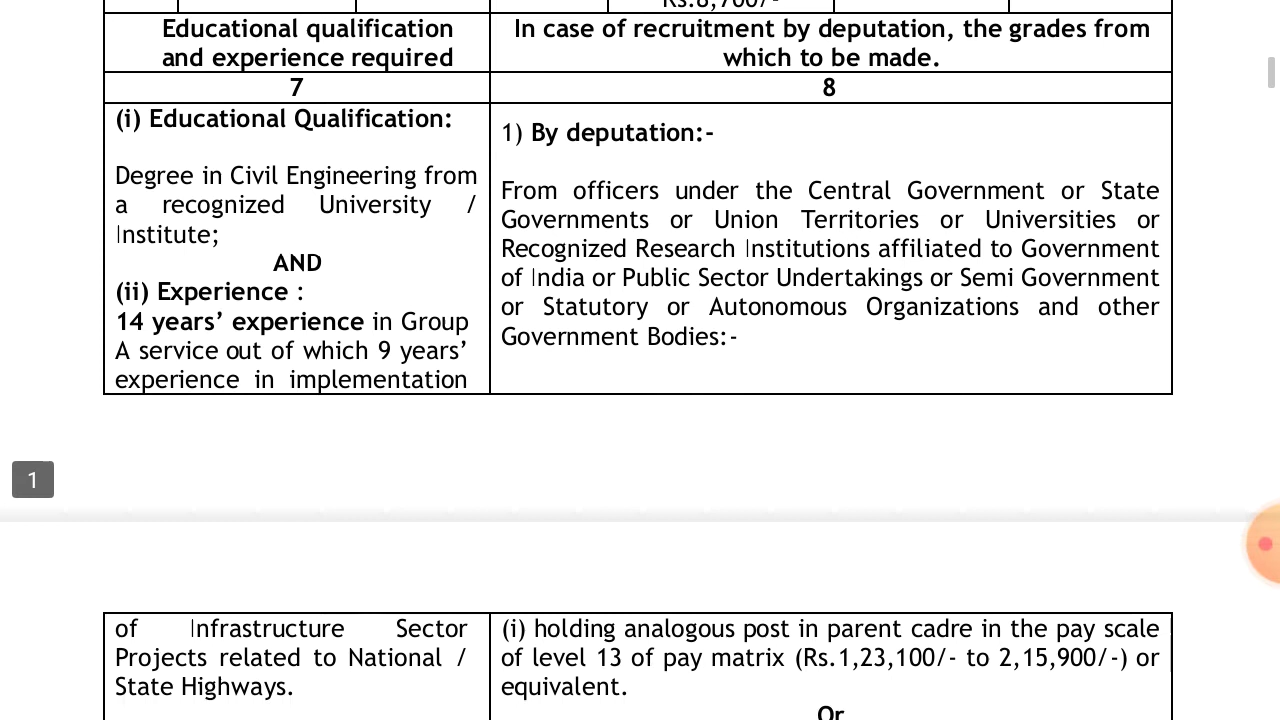 Rs.8,700/-
Educational qualification
and experience required
In case of recruitment by deputation, the grades from
which to be made.
7
8
(i) Educational Qualification:
Degree in Civil Engineering from
a recognized University /
Institute;
AND
(ii) Experience :
14 years’ experience in Group
A service out of which 9 years’
experience in implementation
1) By deputation:-
From officers under the Central Government or State
Governments or Union Territories or Universities or
Recognized Research Institutions affiliated to Government
of India or Public Sector Undertakings or Semi Government
or Statutory or Autonomous Organizations and other
Government Bodies:-
1
of Infrastructure Sector
Projects related to National /
State Highways.
(i) holding analogous post in parent cadre in the pay scale
of level 13 of pay matrix (Rs.1,23,100/- to 2,15,900/-) or
equivalent.
Or